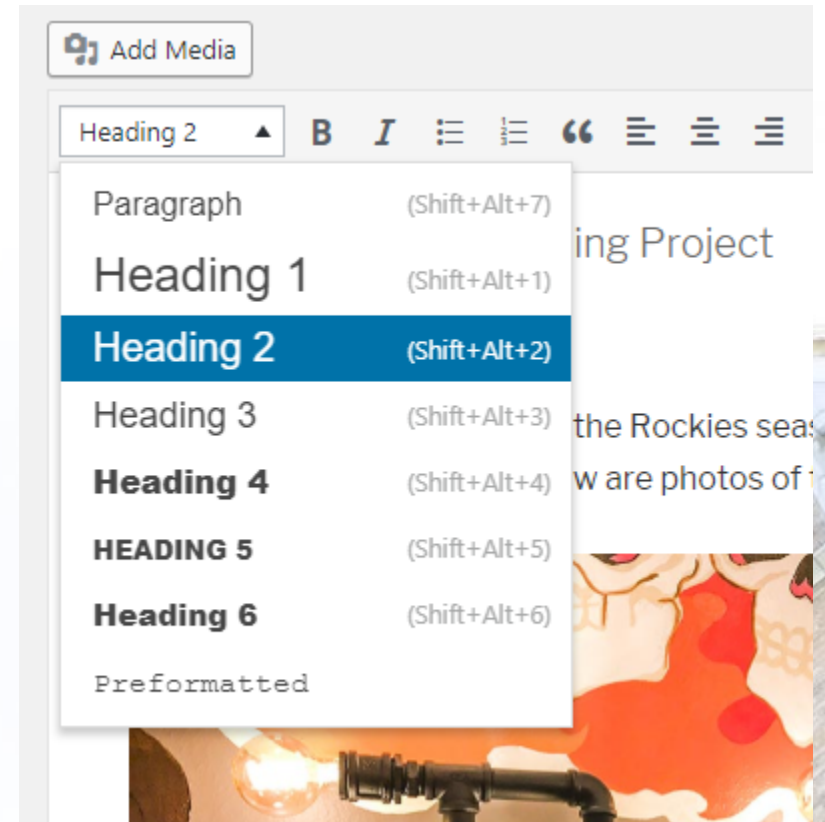 Add Media
Heading 2
B I
Paragraph (Shift+Alt+7)
ing Project
Heading 1 (Shift+Alt+1)
Heading 2 (Shift+Alt+2)
Heading 3 (Shift+Alt+3)
the Rockies seas
Heading 4 (Shift+Alt+4)
w are photos of t
HEADING 5 (Shift+Alt+5)
Heading 6 (Shift+Alt+6)
Preformatted